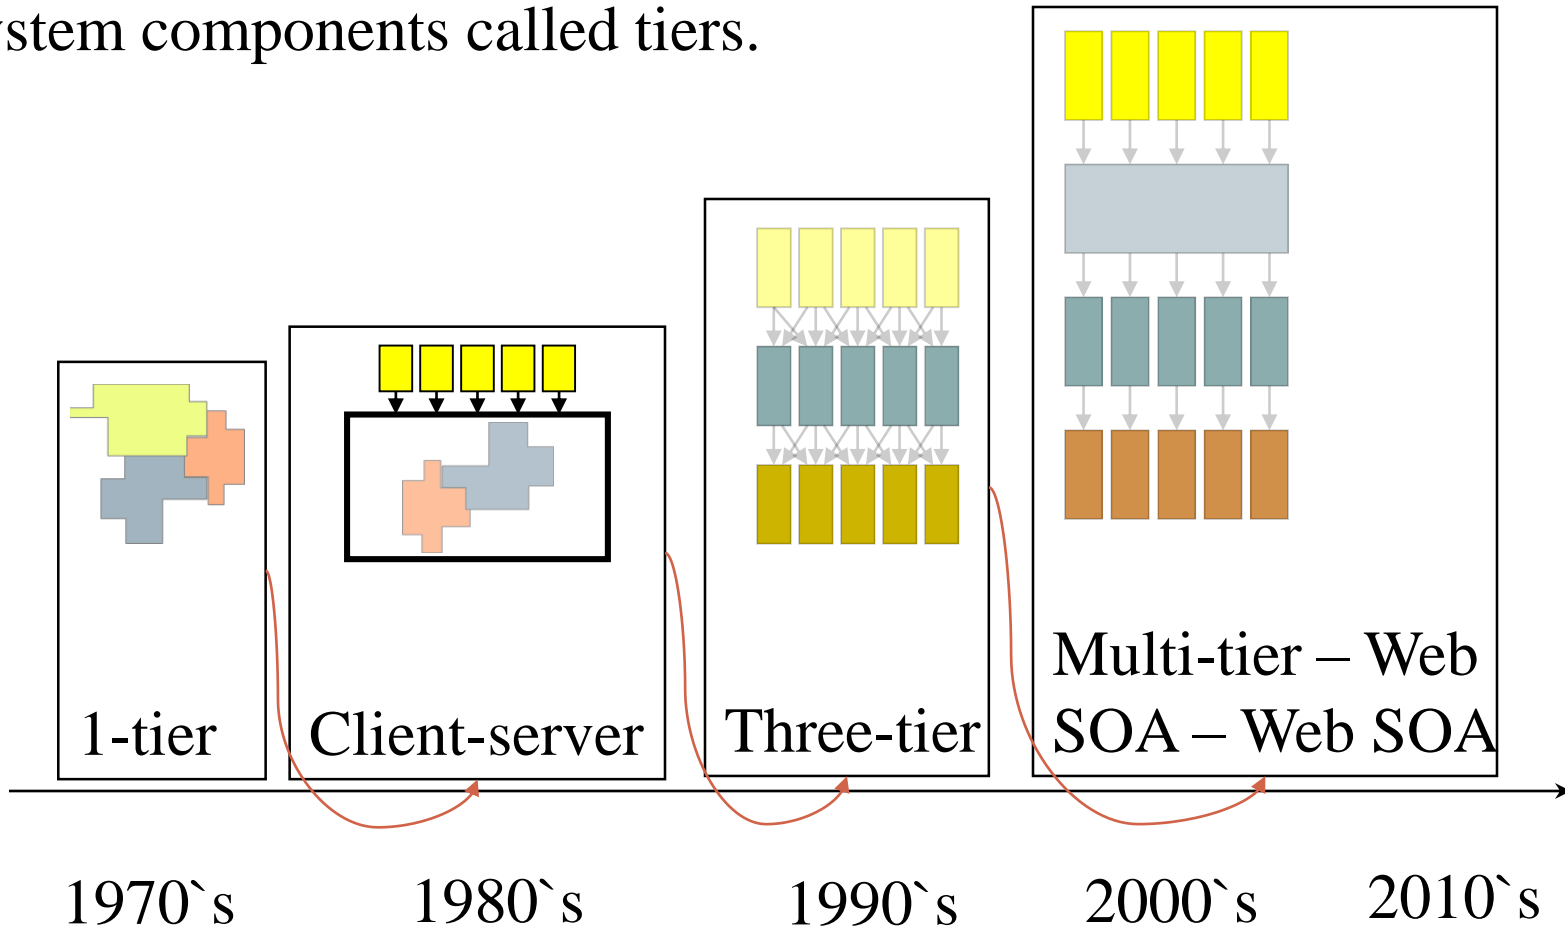 ystem components called tiers.
1-tier
Client-server
Three-tier
Multi-tier – Web
SOA – Web SOA
1970`s
1980`s
1990`s
2000`s
2010`s